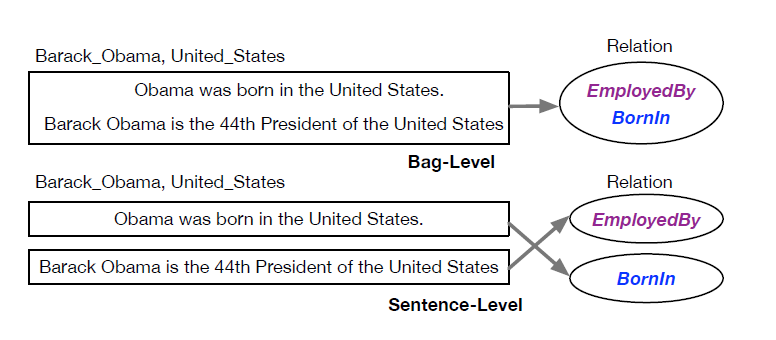 Relation
Barack_Obama, United_States
Obama was born in the United States.
EmployedBy
Barack Obama is the 44th President of the United States
BornIn
Bag-Level
Barack_Obama, United_States
Relation
Obama was born in the United States.
EmployedBy
Barack Obama is the 44th President of the United States
BornIn
Sentence-Level